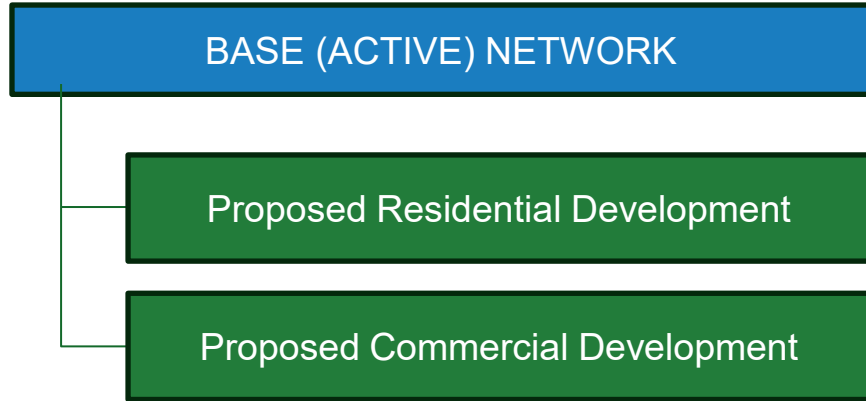 BASE (ACTIVE) NETWORK
Proposed Residential Development
Proposed Commercial Development